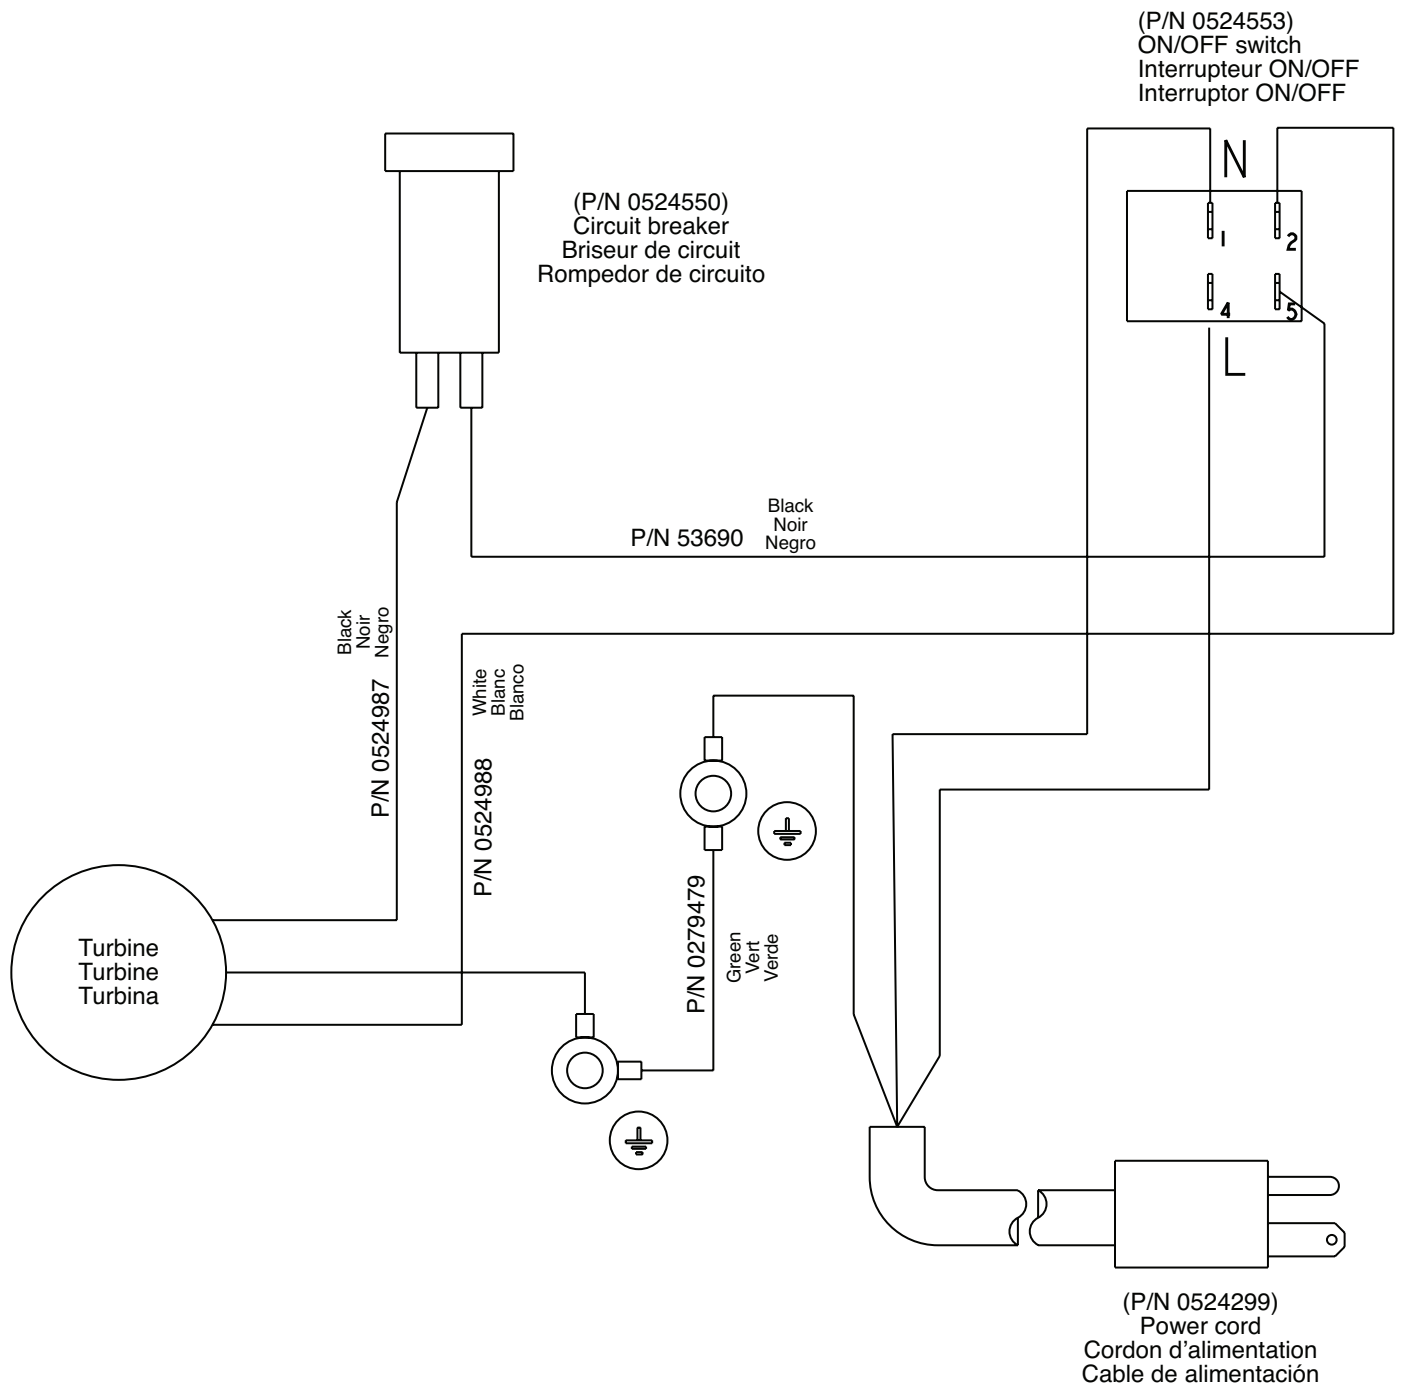 (P/N 0524553)
ON/OFF switch
Interrupteur ON/OFF
Interruptor ON/OFF
N
1
2
4
5
L
(P/N 0524550)
Circuit breaker
Briseur de circuit
Rompedor de circuito
P/N 53690
Black
Noir
Negro
P/N 0524987
Black
Noir
Negro
P/N 0524988
White
Blanc
Blanco
P/N 0279479
Green
Vert
Verde
Turbine
Turbine
Turbina
(P/N 0524299)
Power cord
Cordon d'alimentation
Cable de alimentación